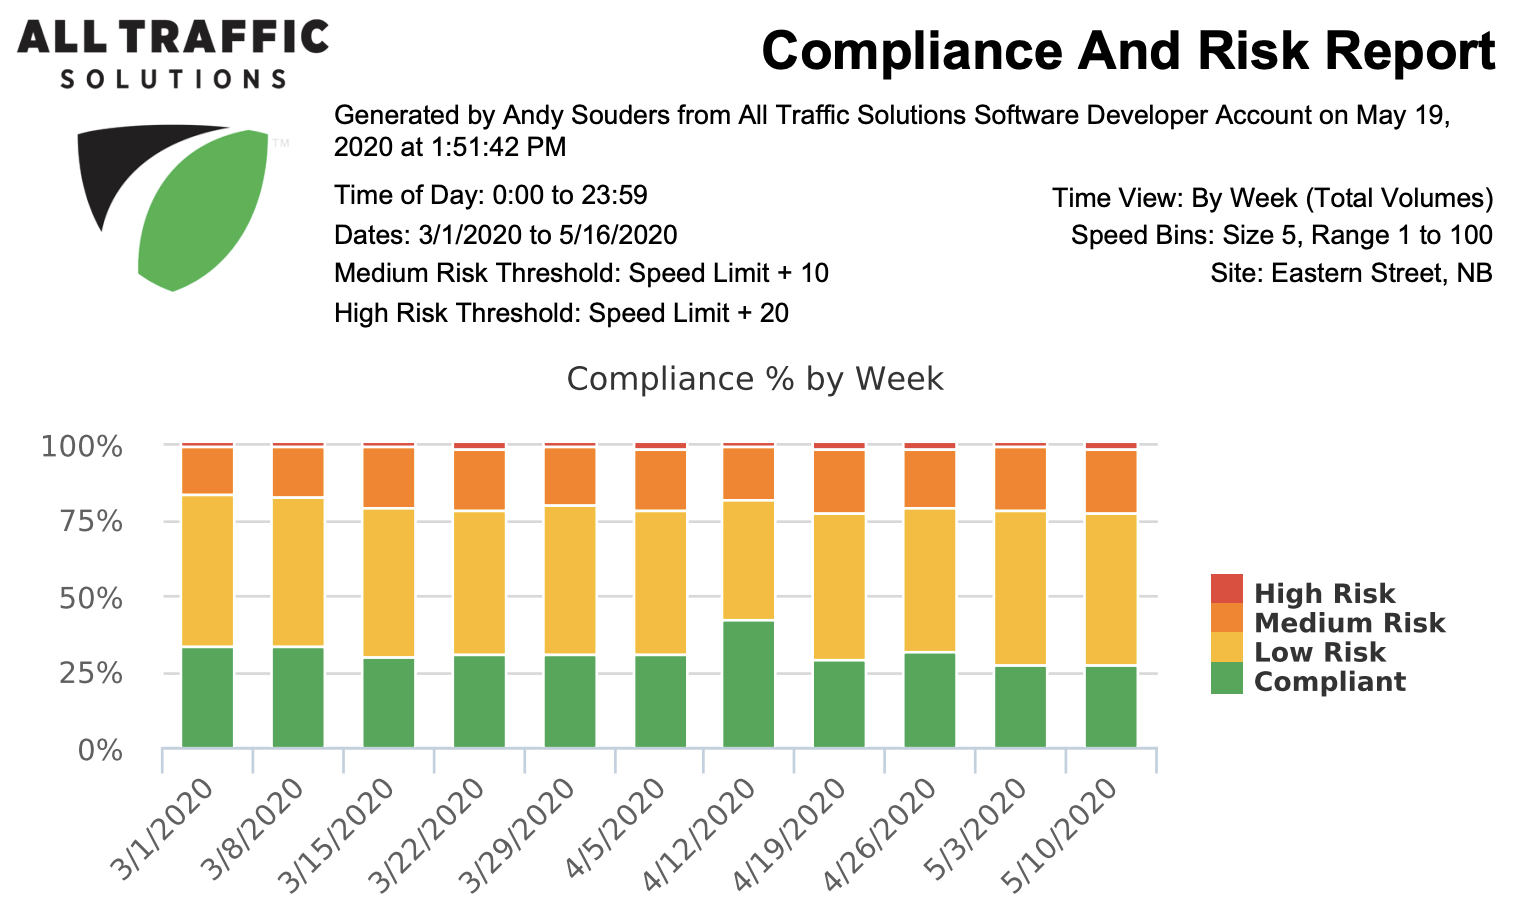 ALL TRAFFIC
SOLUTIONS
TM
Compliance And Risk Report
Generated by Andy Souders from All Traffic Solutions Software Developer Account on May 19,
2020 at 1:51:42 PM
Time of Day: 0:00 to 23:59
Dates: 3/1/2020 to 5/16/2020
Medium Risk Threshold: Speed Limit + 10
High Risk Threshold: Speed Limit + 20
Time View: By Week (Total Volumes)
Speed Bins: Size 5, Range 1 to 100
Site: Eastern Street, NB
Compliance % by Week
100%
75%
50%
25%
0%
3/1/2020
3/8/2020
3/15/2020
3/22/2020
3/29/2020
4/5/2020
4/12/2020
4/19/2020
4/26/2020
5/3/2020
5/10/2020
High Risk
Medium Risk
Low Risk
Compliant